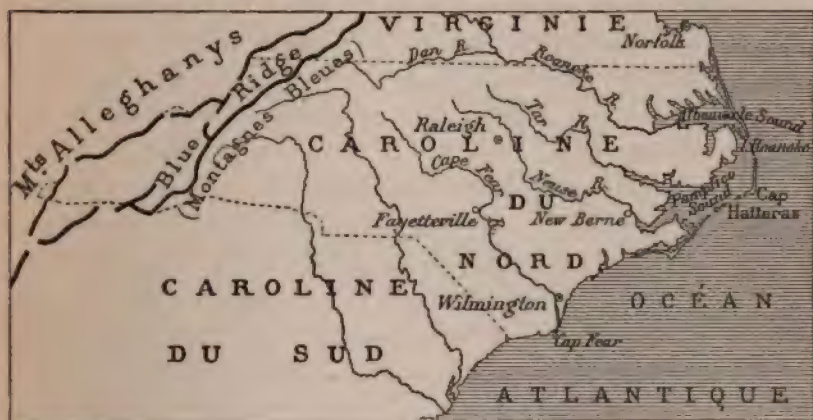 VIRGINIE
Norfolk
Mts Alleghanys
Blue Ridge
(Montagnes Bleues)
Dan R.
Roanoke R.
Albemarle Sound
I. Roanoke
Tar R.
Raleigh
CAROLINE
DU
NORD
Cape Fear R.
Neuse R.
Pamplico
Sound
Cap
Hatteras
Fayetteville
New Berne
CAROLINE
DU SUD
Wilmington
Cap Fear
OCÉAN
ATLANTIQUE